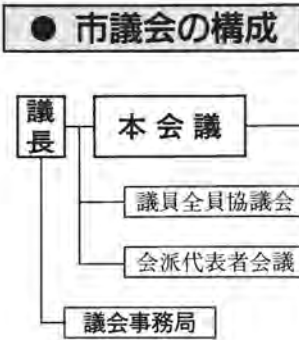 ● 市議会の構成
議長
本会議
議員全員協議会
会派代表者会議
議会事務局